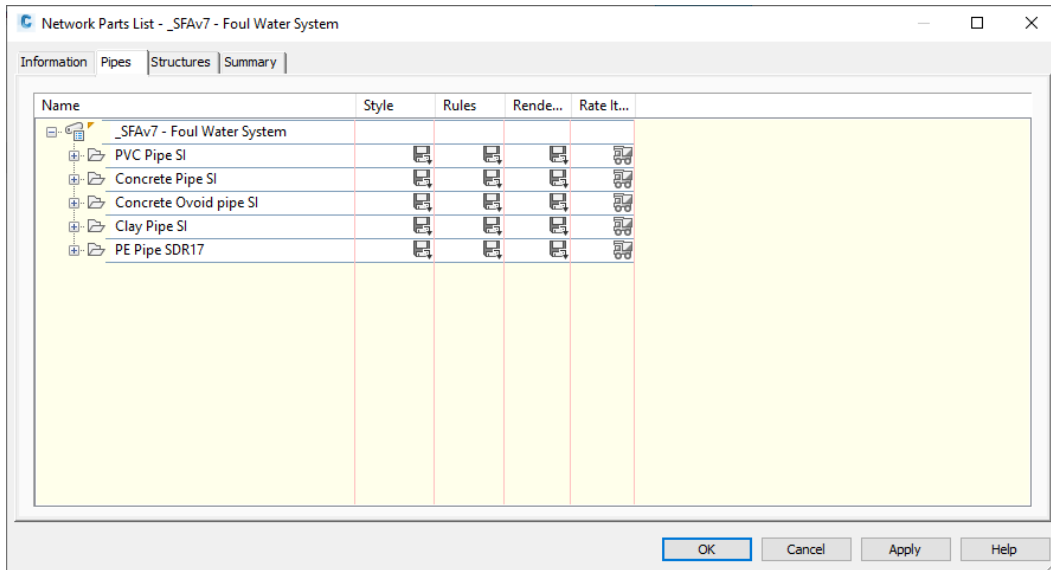 Network Parts List - _SFAv7 - Foul Water System
Information Pipes Structures Summary
Name Style Rules Rende... Rate It...
_SFAv7 - Foul Water System
PVC Pipe SI
Concrete Pipe SI
Concrete Ovoid pipe SI
Clay Pipe SI
PE Pipe SDR17
OK Cancel Apply Help